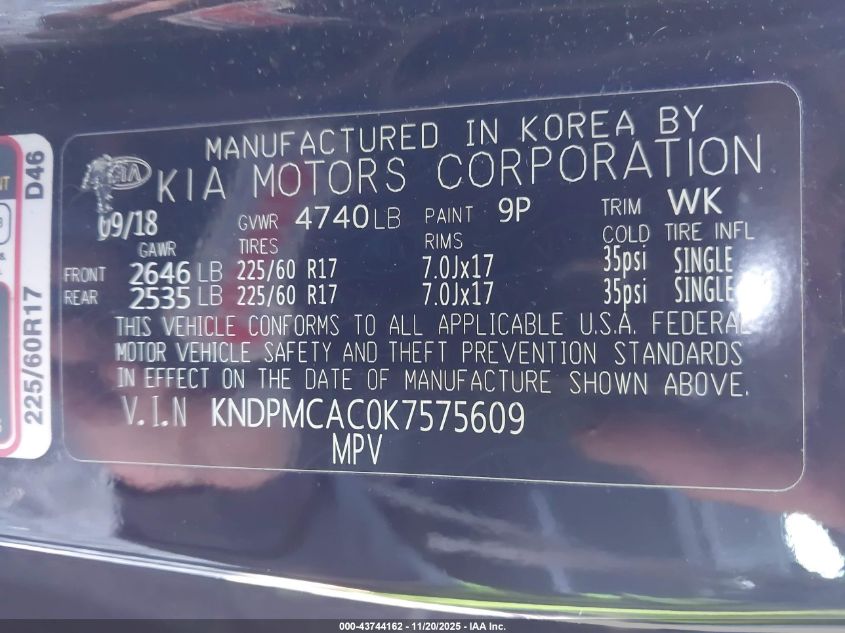 MANUFACTURED IN KOREA BY
KIA KIA MOTORS CORPORATION
09/18 GVWR 4740 LB PAINT 9P TRIM WK
GAWR TIRES RIMS COLD TIRE INFL
FRONT 2646 LB 225/60 R17 7.0Jx17 35psi SINGLE
REAR 2535 LB 225/60 R17 7.0Jx17 35psi SINGLE
THIS VEHICLE CONFORMS TO ALL APPLICABLE U.S.A. FEDERAL
MOTOR VEHICLE SAFETY AND THEFT PREVENTION STANDARDS
IN EFFECT ON THE DATE OF MANUFACTURE SHOWN ABOVE.
V.I.N KNDPMCAC0K7575609
MPV
225/60R17 D46
000-43744162 - 11/20/2025 - IAA Inc.